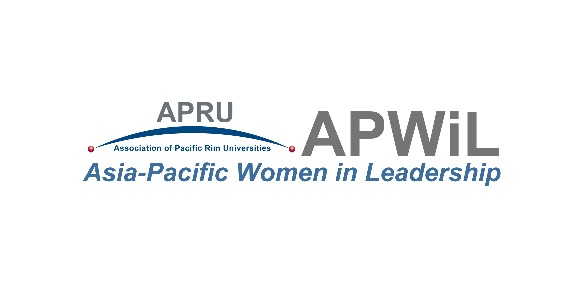 APRU
Association of Pacific Rim Universities
APWiL
Asia-Pacific Women in Leadership